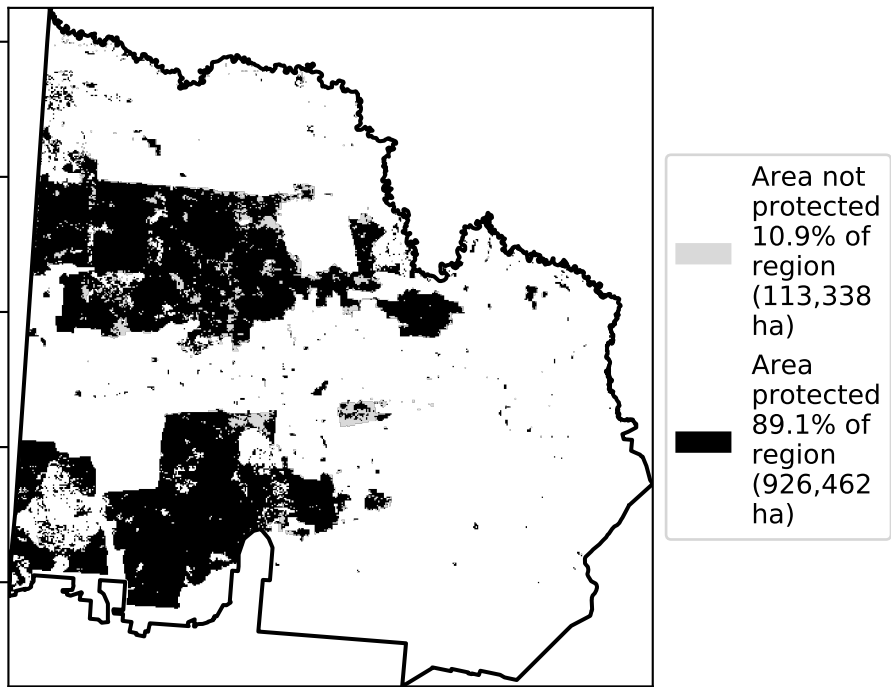 Area not
protected
10.9% of
region
(113,338
ha)
Area
protected
89.1% of
region
(926,462
ha)